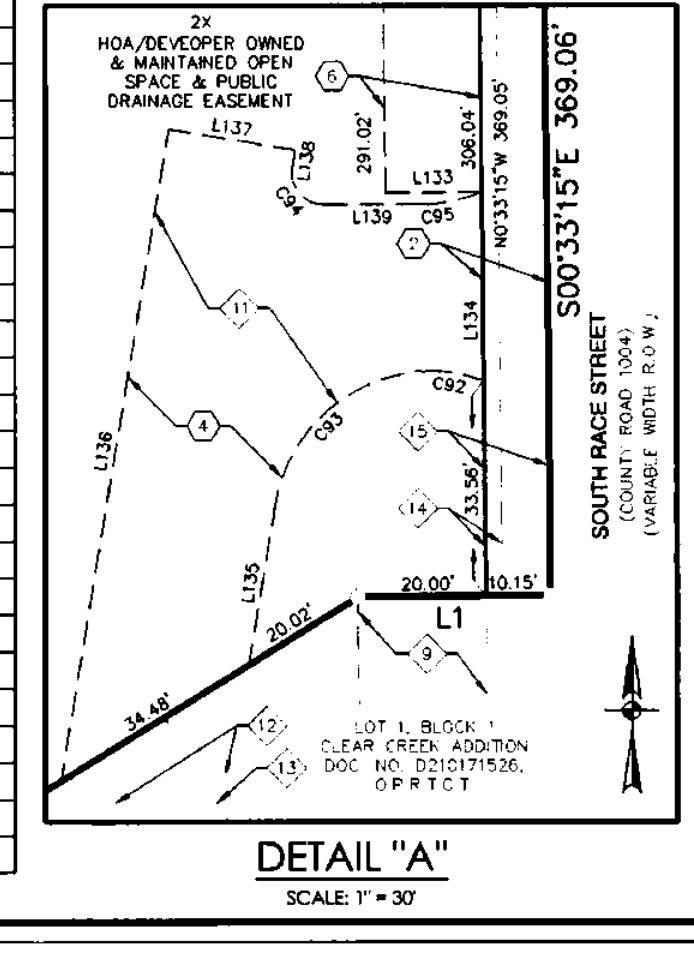 2X
HOA/DEVEOPER OWNED
& MAINTAINED OPEN
SPACE & PUBLIC
DRAINAGE EASEMENT
6
291.02'
306.04'
N0°33'15"W 369.05'
S00°33'15"E 369.06'
L137
L138
C94
L133
L139
C95
2
11
L134
C92
C93
4
15
L136
33.56'
14
SOUTH RACE STREET
(COUNTY ROAD 1004)
(VARIABLE WIDTH R.O.W.)
L135
20.02'
20.00'
10.15'
L1
9
34.48'
12
13
LOT 1, BLOCK 1
CLEAR CREEK ADDITION
DOC NO. D210171526,
OPRTCT
DETAIL "A"
SCALE: 1" = 30'